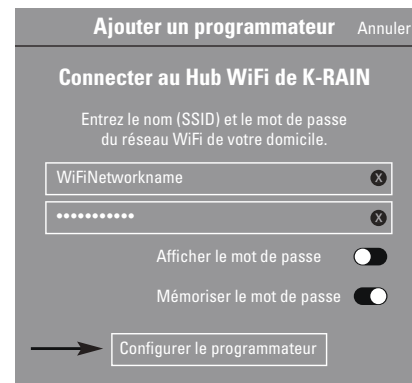 Ajouter un programmateur Annuler
Connecter au Hub WiFi de K-RAIN
Entrez le nom (SSID) et le mot de passe
du réseau WiFi de votre domicile.
WiFiNetworkname X
••••••••••• X
Afficher le mot de passe
Mémoriser le mot de passe
Configurer le programmateur